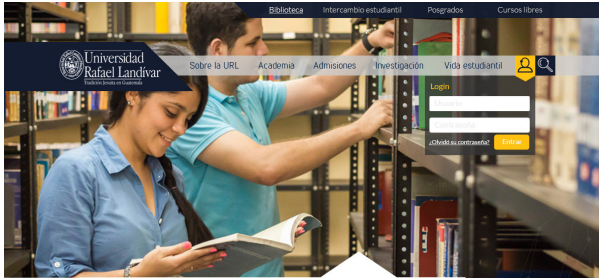 Biblioteca
Intercambio estudiantil
Posgrados
Cursos libres
Universidad
Rafael Landívar
Tradición Jesuita en Guatemala
Sobre la URL
Academia
Admisiones
Investigación
Vida estudiantil
Login
Usuario
Contraseña
¿Olvidó su contraseña?
Entrar